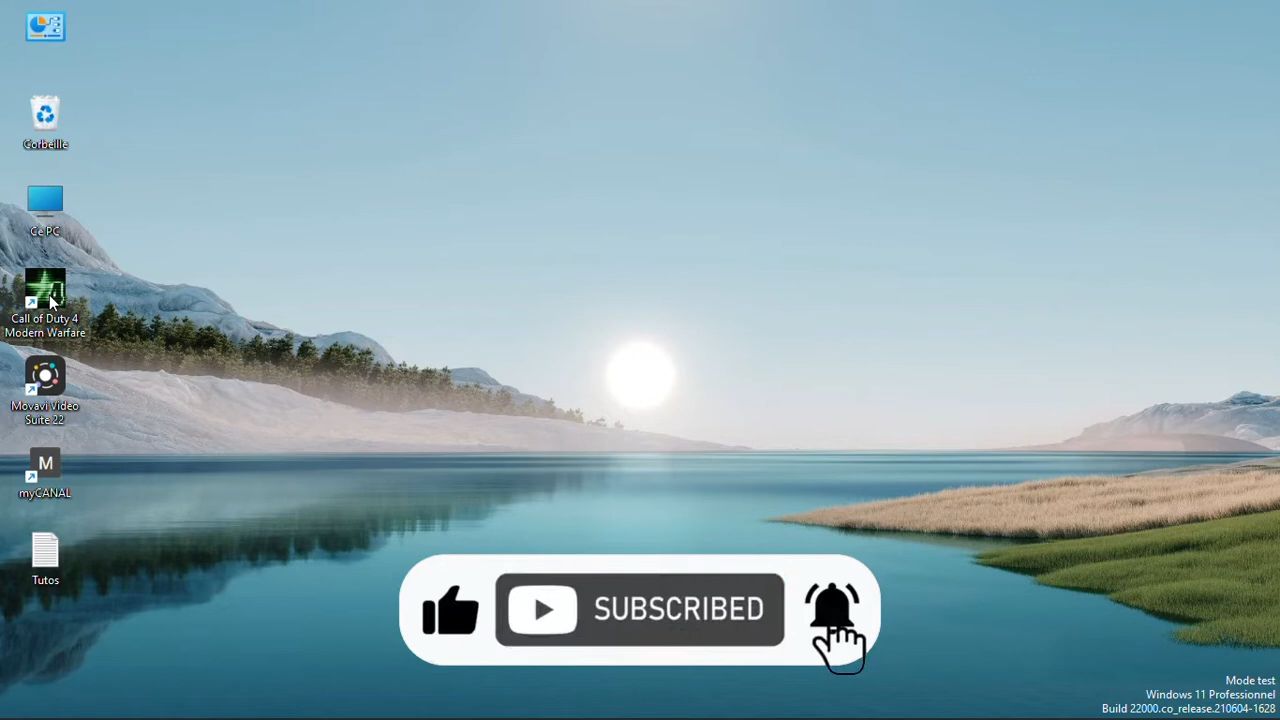 Corbeille
Ce PC
Call of Duty 4
Modern Warfare
Movavi Video
Suite 22
M
myCANAL
Tutos
SUBSCRIBED
Mode test
Windows 11 Professionnel
Build 22000.co_release.210604-1628